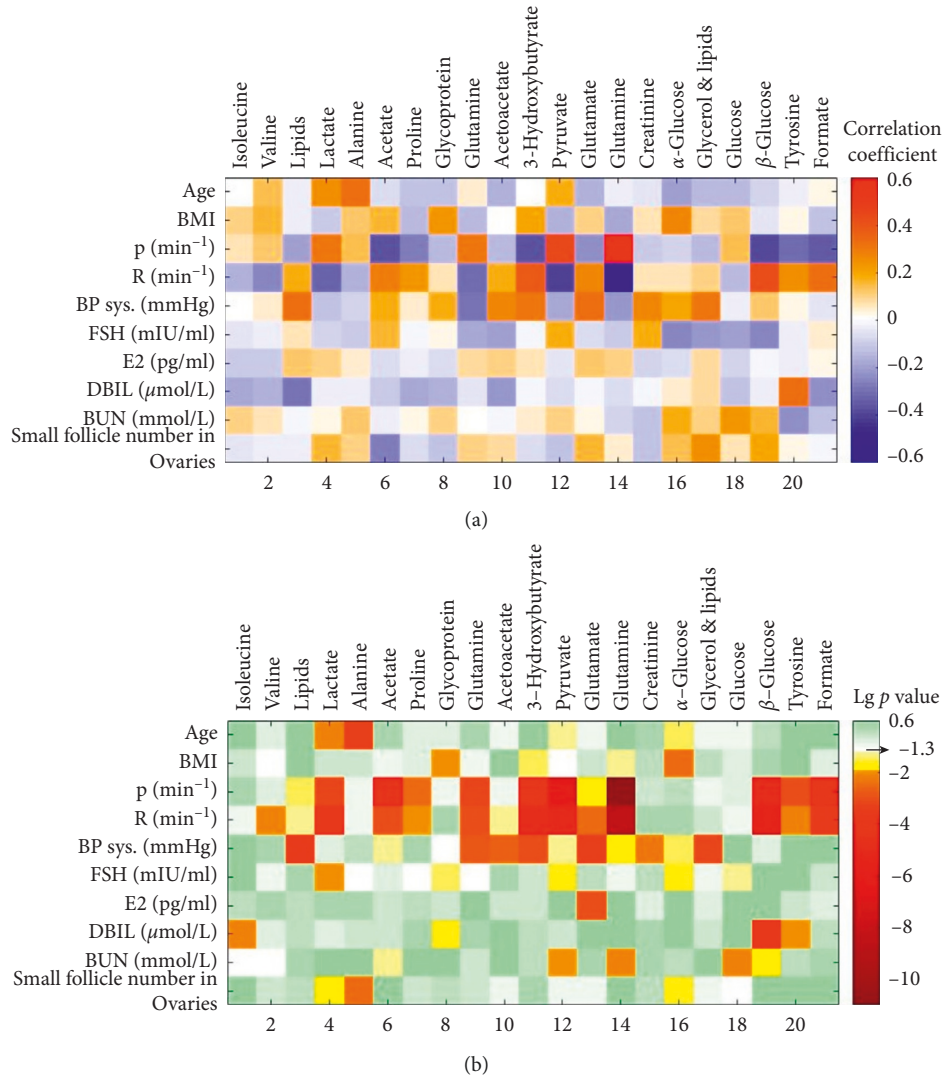 Isoleucine
Valine
Lipids
Lactate
Alanine
Acetate
Proline
Glycoprotein
Glutamine
Acetoacetate
3-Hydroxybutyrate
Pyruvate
Glutamate
Glutamine
Creatinine
α-Glucose
Glycerol & lipids
Glucose
β-Glucose
Tyrosine
Formate
Correlation
coefficient
Age
BMI
p (min⁻¹)
R (min⁻¹)
BP sys. (mmHg)
FSH (mIU/ml)
E2 (pg/ml)
DBIL (μmol/L)
BUN (mmol/L)
Small follicle number in
Ovaries
0.6
0.4
0.2
0
−0.2
−0.4
−0.6
2 4 6 8 10 12 14 16 18 20
(a)
Isoleucine
Valine
Lipids
Lactate
Alanine
Acetate
Proline
Glycoprotein
Glutamine
Acetoacetate
3−Hydroxybutyrate
Pyruvate
Glutamate
Glutamine
Creatinine
α−Glucose
Glycerol & lipids
Glucose
β−Glucose
Tyrosine
Formate
Lg p value
Age
BMI
p (min⁻¹)
R (min⁻¹)
BP sys. (mmHg)
FSH (mIU/ml)
E2 (pg/ml)
DBIL (μmol/L)
BUN (mmol/L)
Small follicle number in
Ovaries
0.6
−1.3
−2
−4
−6
−8
−10
2 4 6 8 10 12 14 16 18 20
(b)